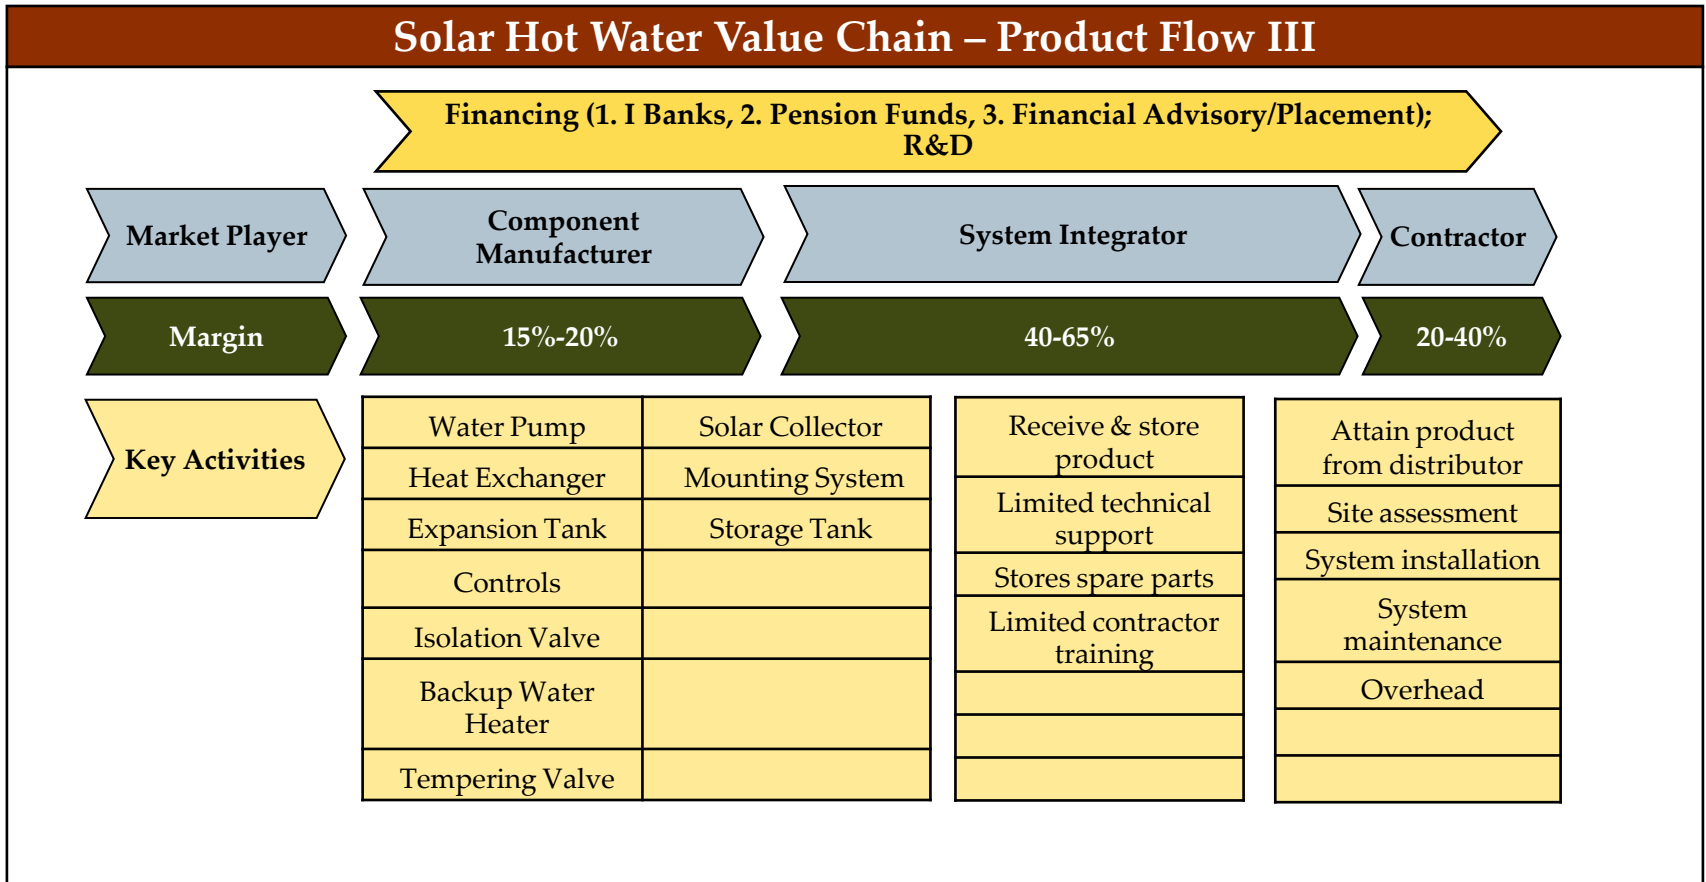 Solar Hot Water Value Chain – Product Flow III
Financing (1. I Banks, 2. Pension Funds, 3. Financial Advisory/Placement);
R&D
Market Player
Component
Manufacturer
System Integrator
Contractor
Margin
15%-20%
40-65%
20-40%
Key Activities
Water Pump
Heat Exchanger
Expansion Tank
Controls
Isolation Valve
Backup Water
Heater
Tempering Valve
Solar Collector
Mounting System
Storage Tank
Receive & store
product
Limited technical
support
Stores spare parts
Limited contractor
training
Attain product
from distributor
Site assessment
System installation
System
maintenance
Overhead